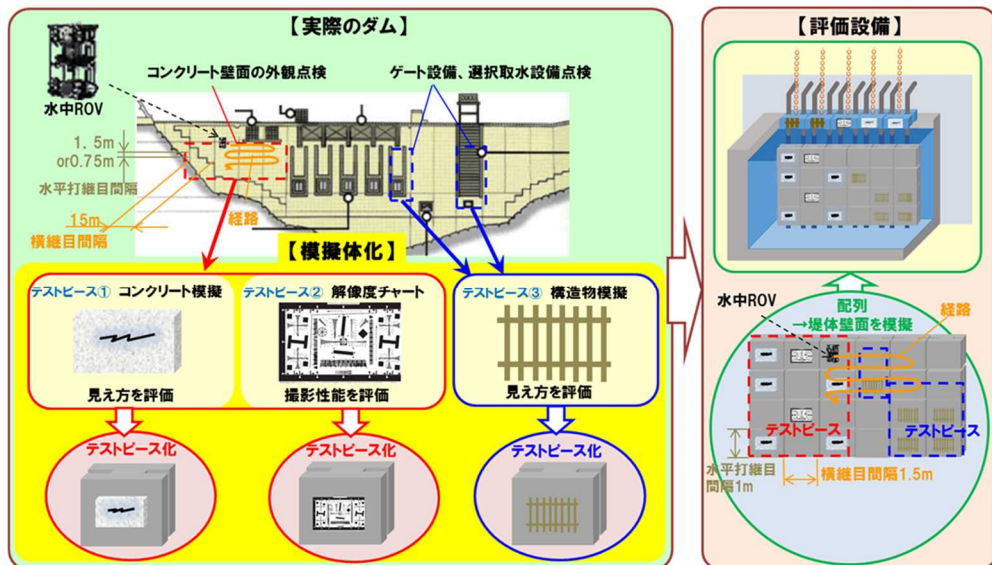 【実際のダム】
水中ROV
コンクリート壁面の外観点検
ゲート設備、選択取水設備点検
1.5m
or0.75m
水平打継目間隔
15m
横継目間隔
経路
【模擬体化】
テストピース① コンクリート模擬
見え方を評価
テストピース② 解像度チャート
撮影性能を評価
テストピース③ 構造物模擬
見え方を評価
テストピース化
テストピース化
テストピース化
【評価設備】
配列
→堤体壁面を模擬
水中ROV
経路
テストピース
テストピース
水平打継目
間隔1m
横継目間隔1.5m